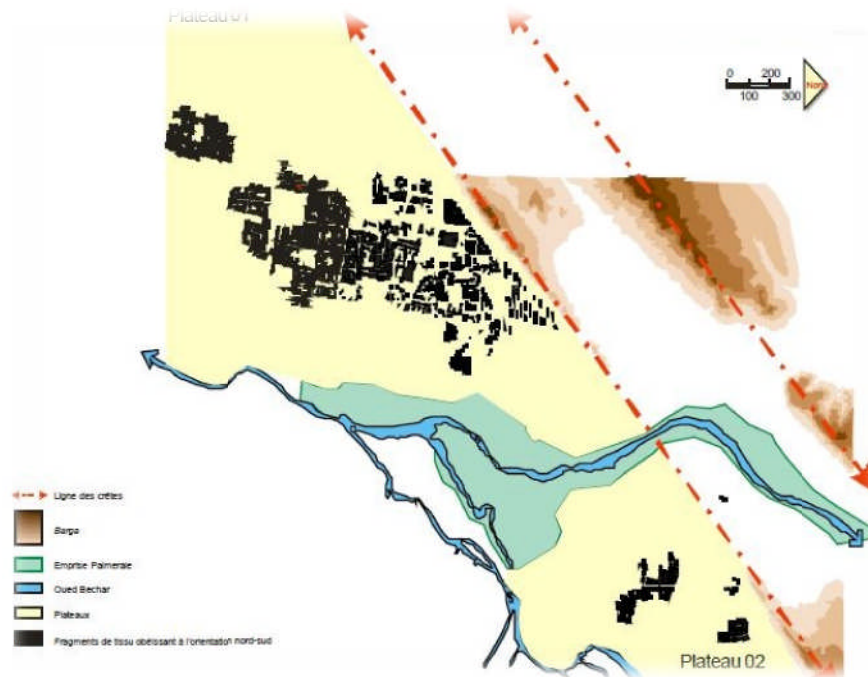 Plateau 01
0 200
100 300
Nord
Ligne des crêtes
Barga
Emprise Palmeraie
Oued Bechar
Plateaux
Fragments de tissu obéissant à l'orientation nord-sud
Plateau 02